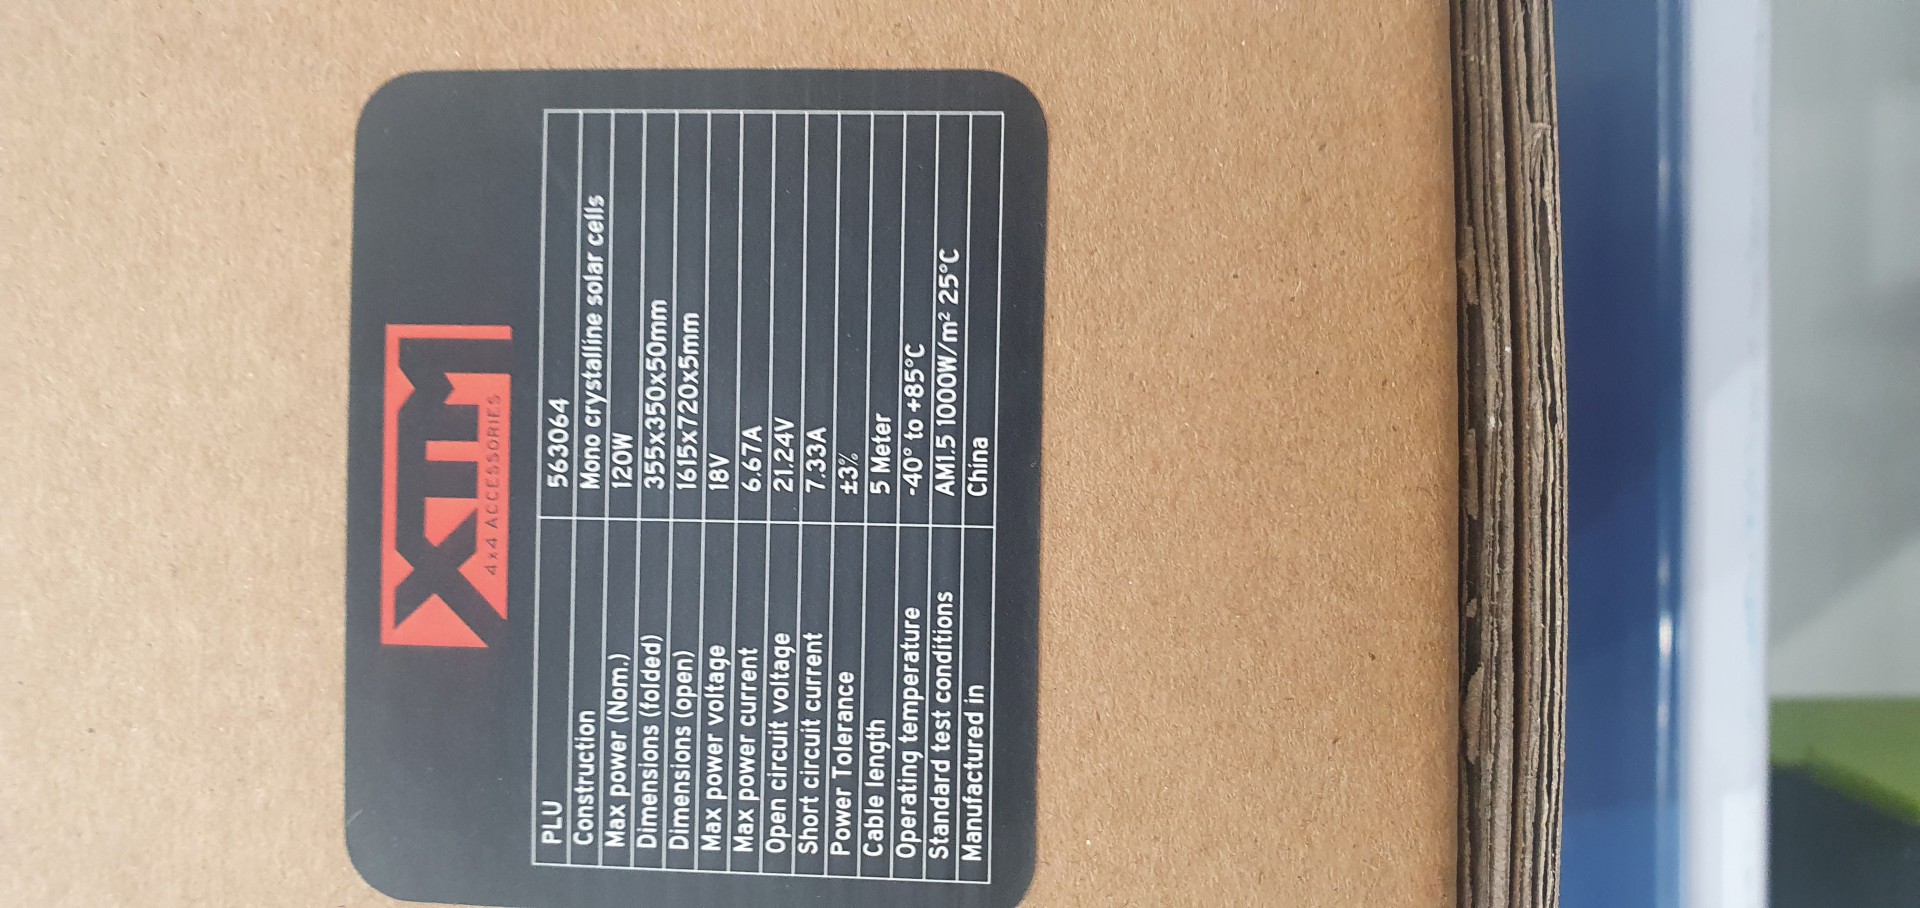 XTM
4x4 ACCESSORIES
PLU 563064
Construction Mono crystalline solar cells
Max power (Nom.) 120W
Dimensions (folded) 355x350x50mm
Dimensions (open) 1615x720x5mm
Max power voltage 18V
Max power current 6.67A
Open circuit voltage 21.24V
Short circuit current 7.33A
Power Tolerance ±3%
Cable length 5 Meter
Operating temperature -40° to +85°C
Standard test conditions AM1.5 1000W/m² 25°C
Manufactured in China